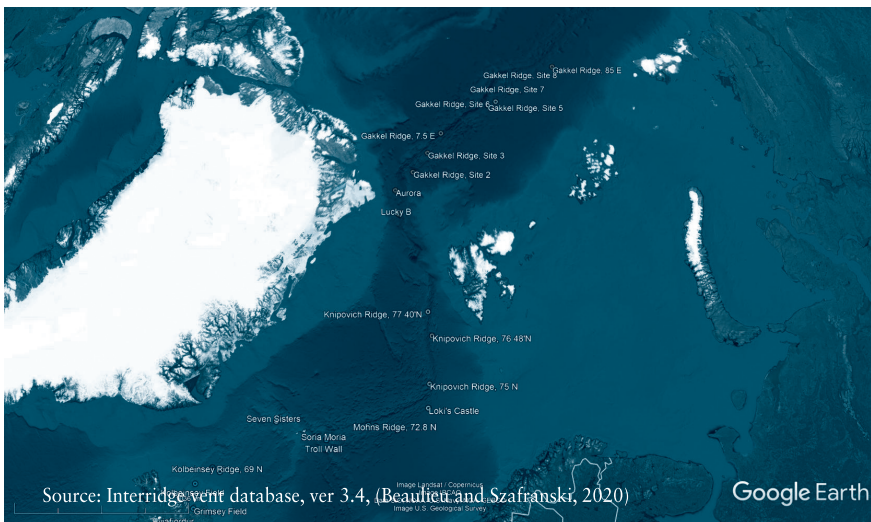 Gakkel Ridge, 85 E
Gakkel Ridge, Site 8
Gakkel Ridge, Site 7
Gakkel Ridge, Site 6
Gakkel Ridge, Site 5
Gakkel Ridge, 7.5 E
Gakkel Ridge, Site 3
Gakkel Ridge, Site 2
Aurora
Lucky B
Knipovich Ridge, 77 40'N
Knipovich Ridge, 76 48'N
Knipovich Ridge, 75 N
Loki's Castle
Seven Sisters
Mohns Ridge, 72.8 N
Soria Moria
Troll Wall
Kolbeinsey Ridge, 69 N
Image Landsat / Copernicus
Source: Interridge vent database, ver 3.4, (Beaulieu and Szafrański, 2020)
Google Earth
Image U.S. Geological Survey
Grimsey Field